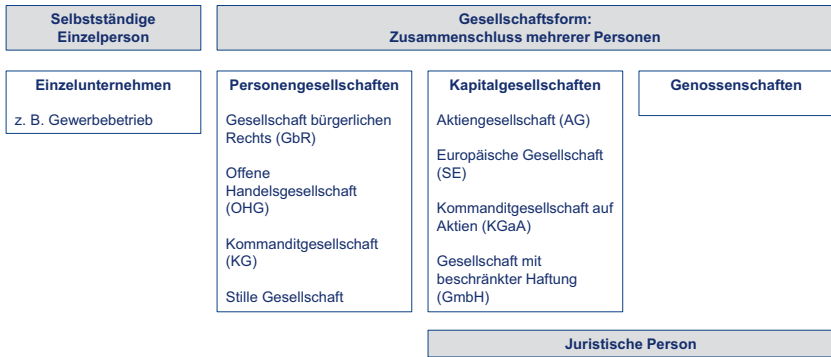 Selbstständige
Einzelperson
Gesellschaftsform:
Zusammenschluss mehrerer Personen
Einzelunternehmen
z. B. Gewerbebetrieb
Personengesellschaften
Gesellschaft bürgerlichen
Rechts (GbR)
Offene
Handelsgesellschaft
(OHG)
Kommanditgesellschaft
(KG)
Stille Gesellschaft
Kapitalgesellschaften
Aktiengesellschaft (AG)
Europäische Gesellschaft
(SE)
Kommanditgesellschaft auf
Aktien (KGaA)
Gesellschaft mit
beschränkter Haftung
(GmbH)
Genossenschaften
Juristische Person